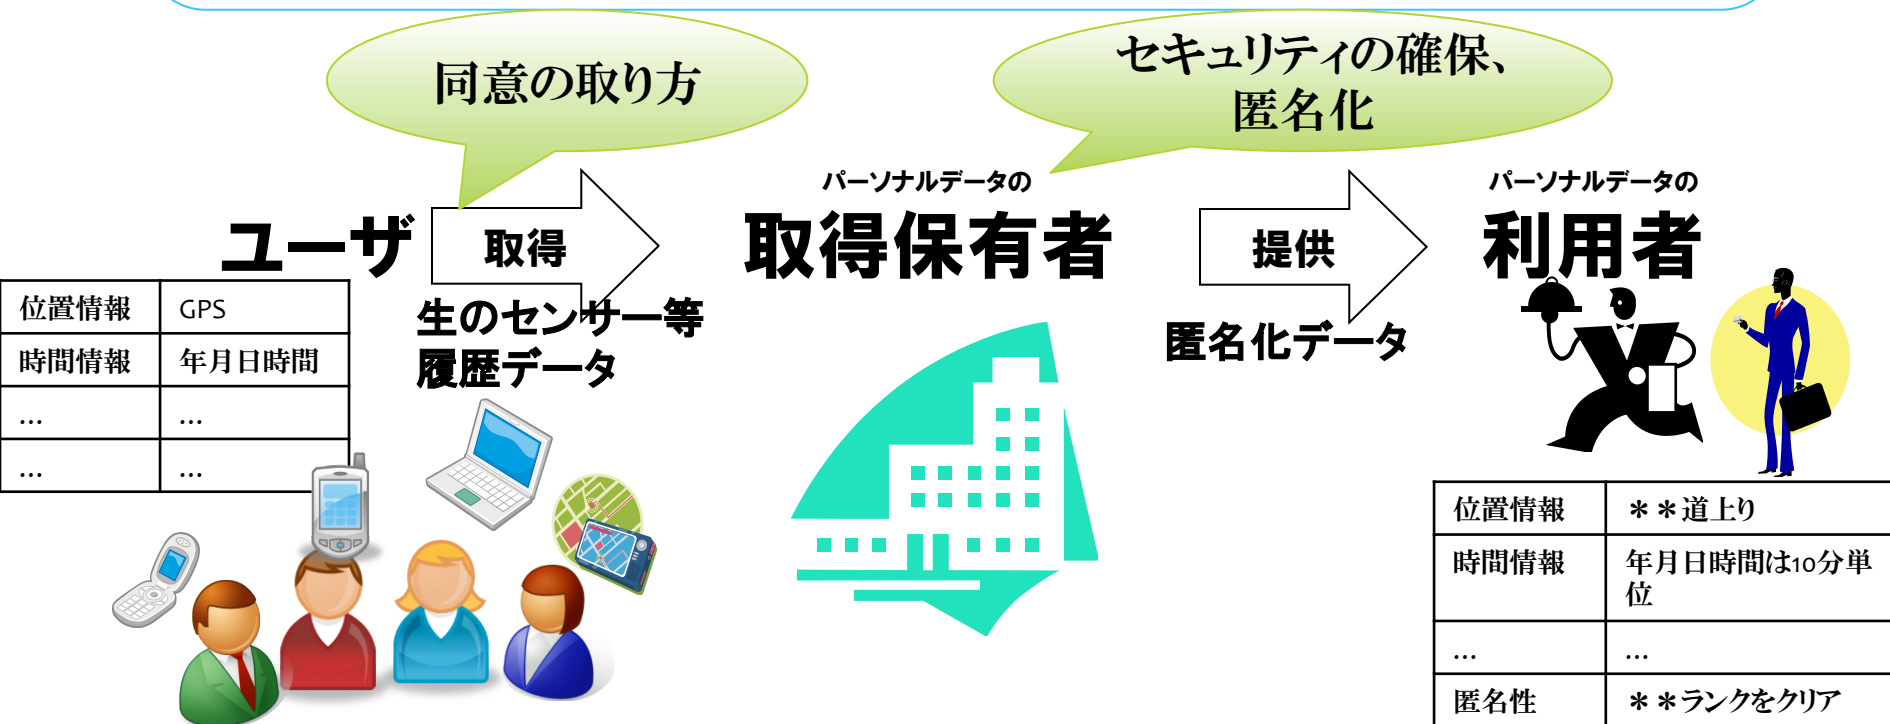 同意の取り方
セキュリティの確保、
匿名化
ユーザ
取得
パーソナルデータの
取得保有者
提供
パーソナルデータの
利用者
生のセンサー等
履歴データ
匿名化データ
位置情報 GPS
時間情報 年月日時間
... ...
... ...
位置情報 ＊＊道上り
時間情報 年月日時間は10分単
位
... ...
匿名性 ＊＊ランクをクリア